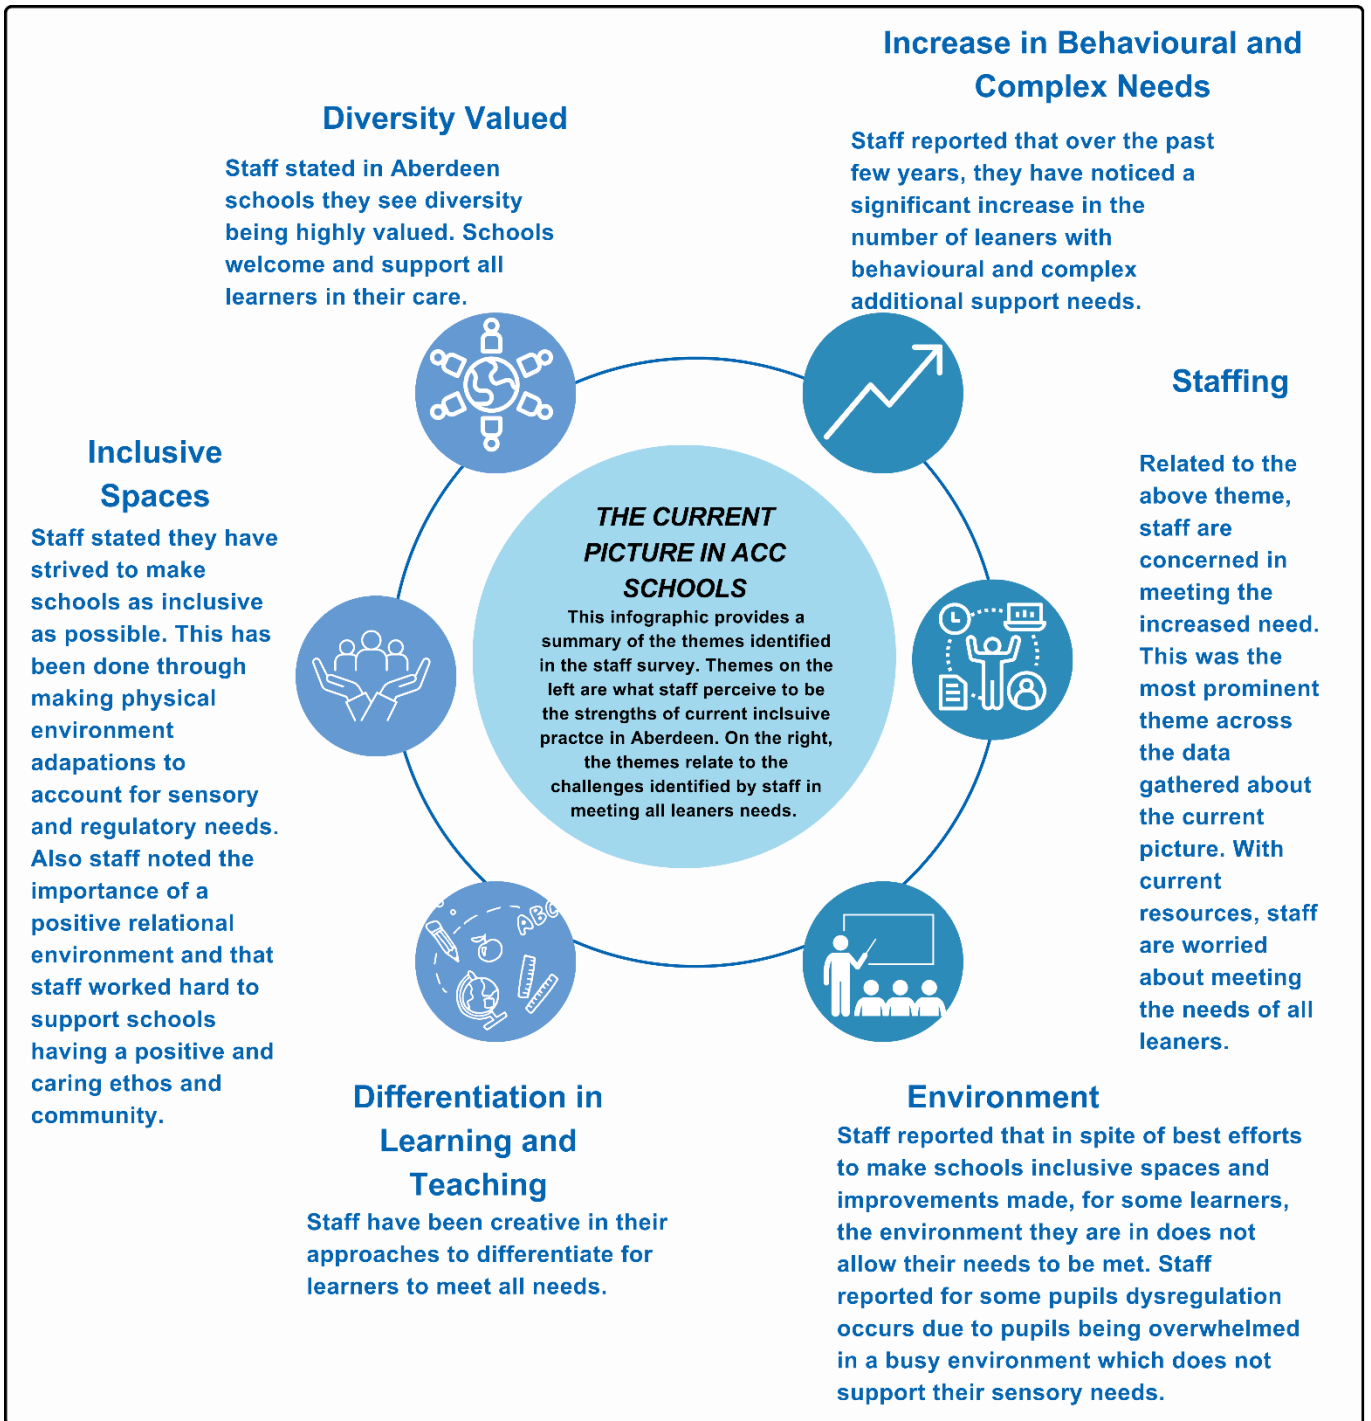 Increase in Behavioural and
Complex Needs
Staff reported that over the past
few years, they have noticed a
significant increase in the
number of leaners with
behavioural and complex
additional support needs.
Diversity Valued
Staff stated in Aberdeen
schools they see diversity
being highly valued. Schools
welcome and support all
learners in their care.
Staffing
Related to the
above theme,
staff are
concerned in
meeting the
increased need.
This was the
most prominent
theme across
the data
gathered about
the current
picture. With
current
resources, staff
are worried
about meeting
the needs of all
leaners.
Inclusive
Spaces
Staff stated they have
strived to make
schools as inclusive
as possible. This has
been done through
making physical
environment
adapations to
account for sensory
and regulatory needs.
Also staff noted the
importance of a
positive relational
environment and that
staff worked hard to
support schools
having a positive and
caring ethos and
community.
THE CURRENT
PICTURE IN ACC
SCHOOLS
This infographic provides a
summary of the themes identified
in the staff survey. Themes on the
left are what staff perceive to be
the strengths of current inclsuive
practce in Aberdeen. On the right,
the themes relate to the
challenges identified by staff in
meeting all leaners needs.
ABC
Differentiation in
Learning and
Teaching
Staff have been creative in their
approaches to differentiate for
learners to meet all needs.
Environment
Staff reported that in spite of best efforts
to make schools inclusive spaces and
improvements made, for some learners,
the environment they are in does not
allow their needs to be met. Staff
reported for some pupils dysregulation
occurs due to pupils being overwhelmed
in a busy environment which does not
support their sensory needs.